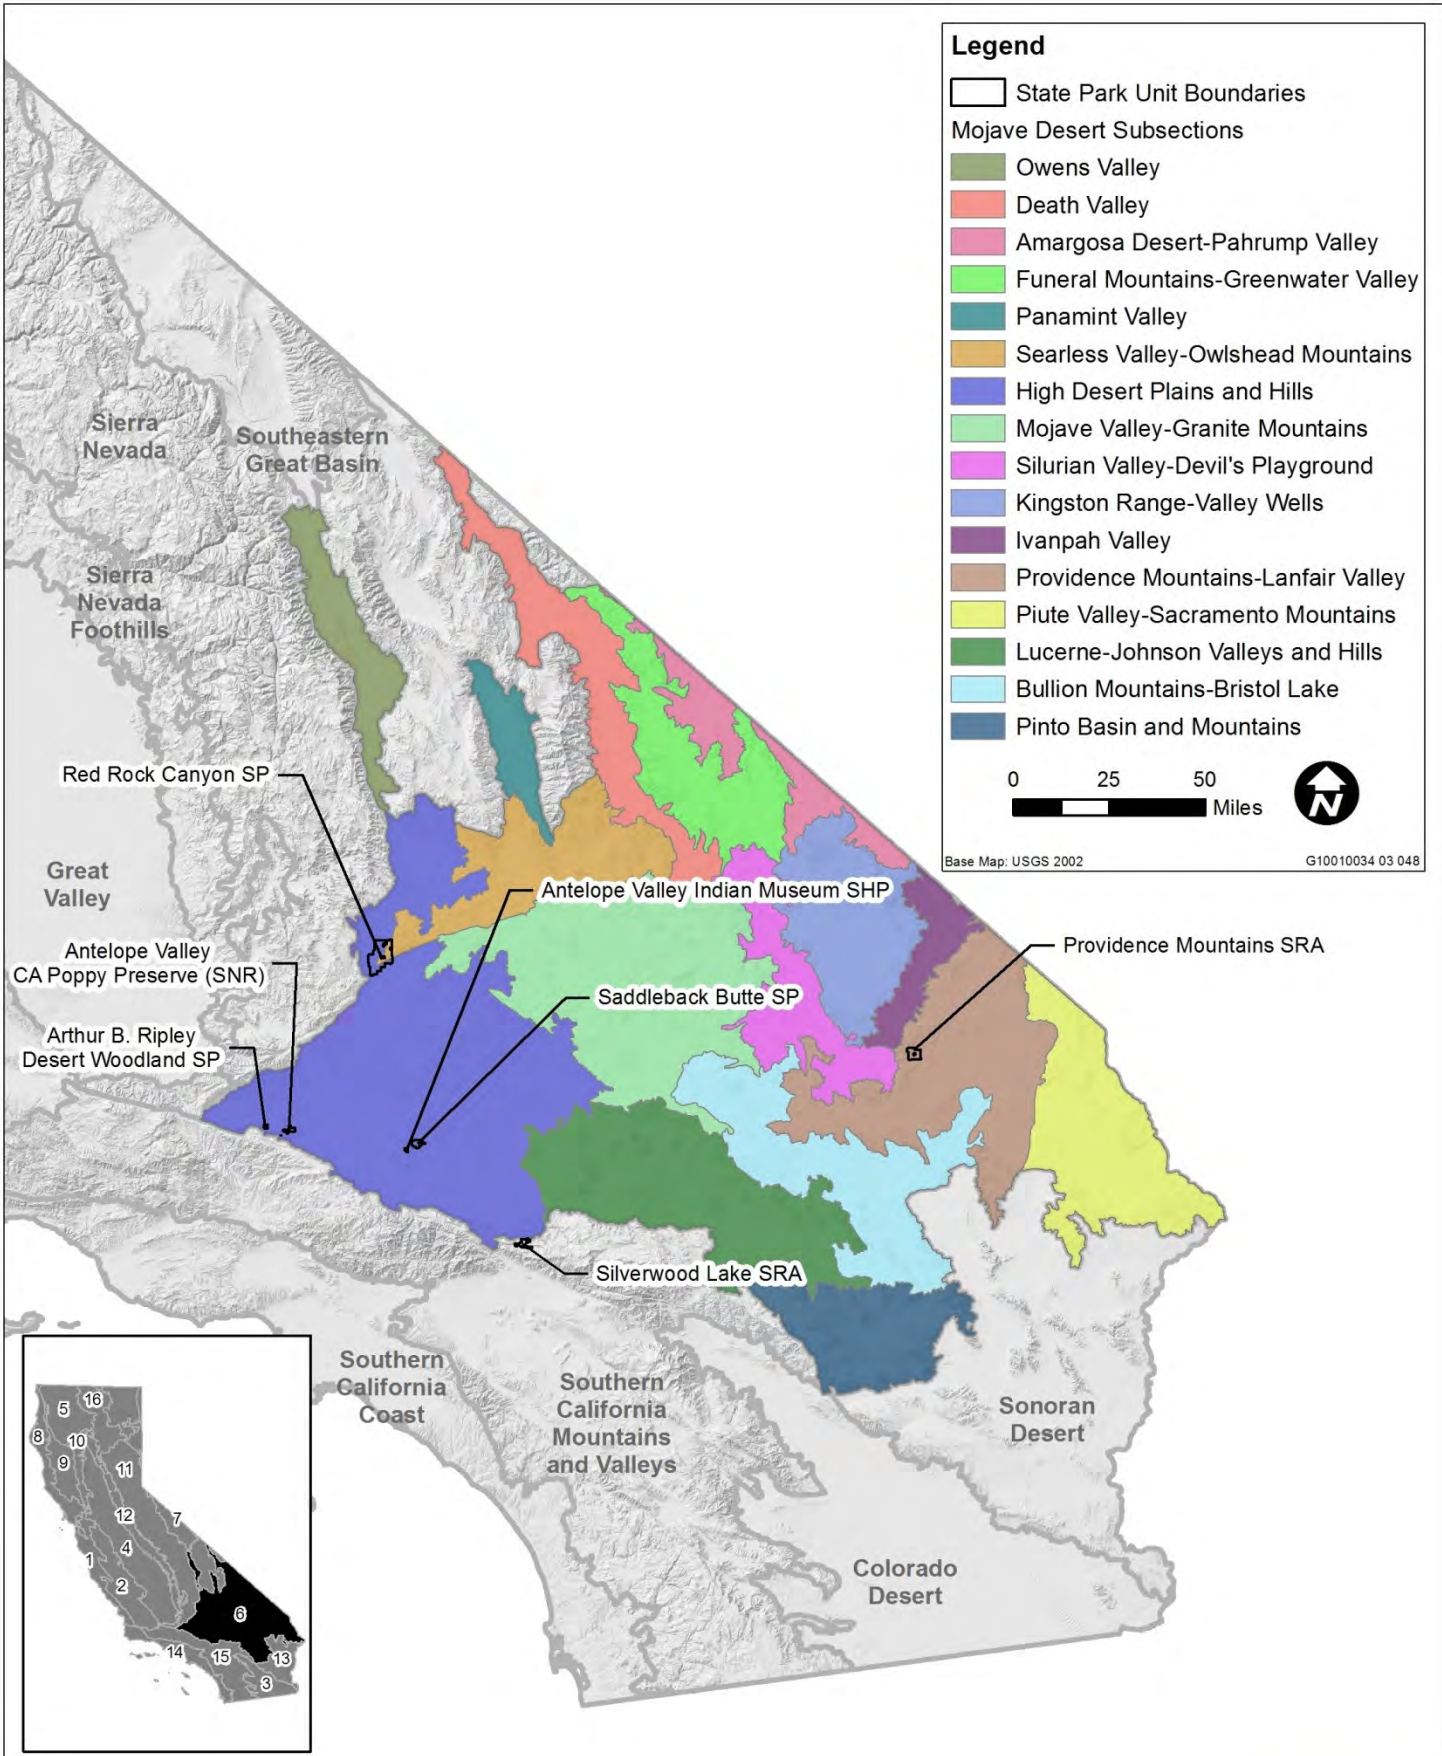 Legend
State Park Unit Boundaries
Mojave Desert Subsections
Owens Valley
Death Valley
Amargosa Desert-Pahrump Valley
Funeral Mountains-Greenwater Valley
Panamint Valley
Searless Valley-Owlshead Mountains
High Desert Plains and Hills
Mojave Valley-Granite Mountains
Silurian Valley-Devil's Playground
Kingston Range-Valley Wells
Ivanpah Valley
Providence Mountains-Lanfair Valley
Piute Valley-Sacramento Mountains
Lucerne-Johnson Valleys and Hills
Bullion Mountains-Bristol Lake
Pinto Basin and Mountains
0 25 50
Miles
N
Base Map: USGS 2002
G10010034 03 048
Sierra
Nevada
Southeastern
Great Basin
Sierra
Nevada
Foothills
Red Rock Canyon SP
Great
Valley
Antelope Valley Indian Museum SHP
Antelope Valley
CA Poppy Preserve (SNR)
Providence Mountains SRA
Saddleback Butte SP
Arthur B. Ripley
Desert Woodland SP
Silverwood Lake SRA
Southern
California
Coast
Southern
California
Mountains
and Valleys
Sonoran
Desert
Colorado
Desert
16
5
8
10
9
11
12
7
4
1
2
6
14
15
13
3